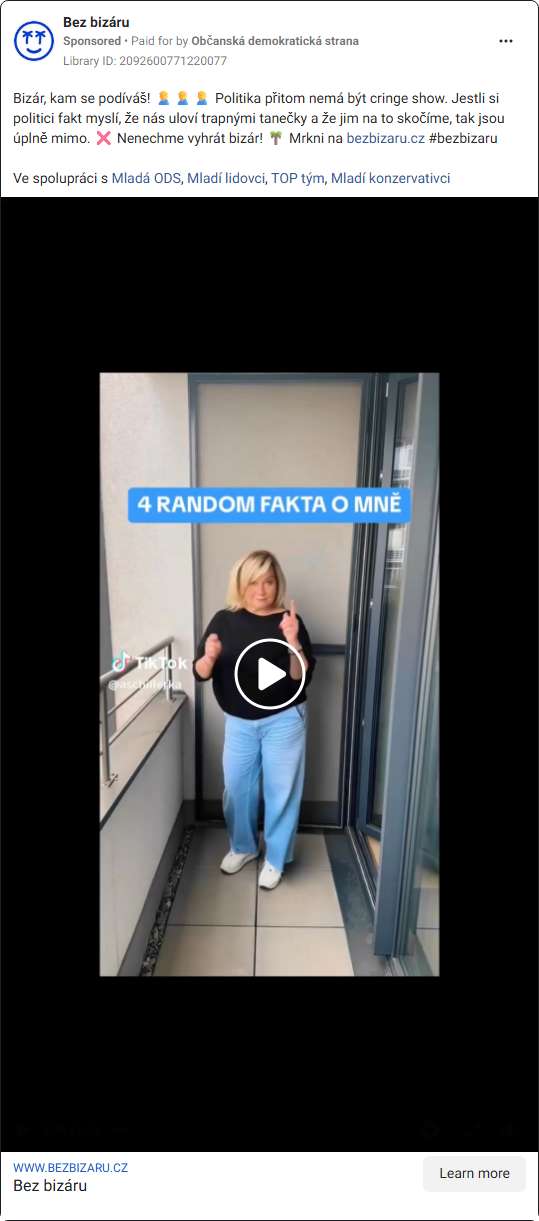 Bez bizáru
Sponsored • Paid for by Občanská demokratická strana
Library ID: 2092600771220077
Bizár, kam se podíváš! 🤦‍♂️ 🤦‍♂️ 🤦‍♂️ Politika přitom nemá být cringe show. Jestli si
politici fakt myslí, že nás uloví trapnými tanečky a že jim na to skočíme, tak jsou
úplně mimo. ❌ Nenechme vyhrát bizár! 🌴 Mrkni na bezbizaru.cz #bezbizaru
Ve spolupráci s Mladá ODS, Mladí lidovci, TOP tým, Mladí konzervativci
4 RANDOM FAKTA O MNĚ
TikTok
@aschillerka
WWW.BEZBIZARU.CZ
Bez bizáru
Learn more